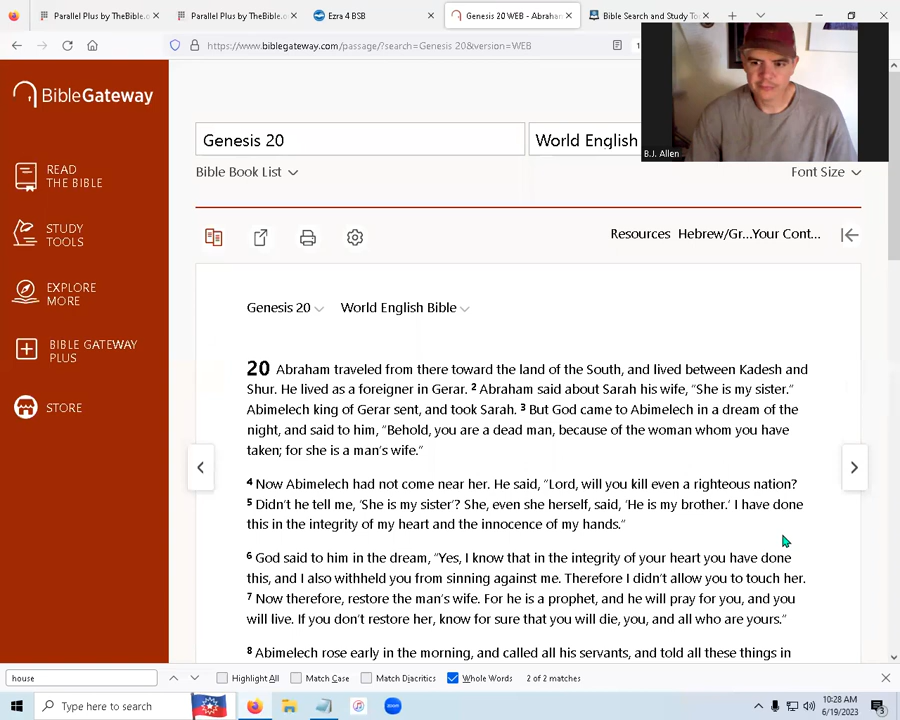 Parallel Plus by TheBible.o
Parallel Plus by TheBible.o
Ezra 4 BSB
Genesis 20 WEB - Abraham
Bible Search and Study To
https://www.biblegateway.com/passage/?search=Genesis 20&version=WEB
BibleGateway
READ
THE BIBLE
STUDY
TOOLS
EXPLORE
MORE
BIBLE GATEWAY
PLUS
STORE
Genesis 20
World English
B.J. Allen
Bible Book List
Font Size
Resources Hebrew/Gr...Your Cont...
Genesis 20 World English Bible
20 Abraham traveled from there toward the land of the South, and lived between Kadesh and
Shur. He lived as a foreigner in Gerar. 2 Abraham said about Sarah his wife, “She is my sister.”
Abimelech king of Gerar sent, and took Sarah. 3 But God came to Abimelech in a dream of the
night, and said to him, “Behold, you are a dead man, because of the woman whom you have
taken; for she is a man’s wife.”
4 Now Abimelech had not come near her. He said, “Lord, will you kill even a righteous nation?
5 Didn’t he tell me, ‘She is my sister’? She, even she herself, said, ‘He is my brother.’ I have done
this in the integrity of my heart and the innocence of my hands.”
6 God said to him in the dream, “Yes, I know that in the integrity of your heart you have done
this, and I also withheld you from sinning against me. Therefore I didn’t allow you to touch her.
7 Now therefore, restore the man’s wife. For he is a prophet, and he will pray for you, and you
will live. If you don’t restore her, know for sure that you will die, you, and all who are yours.”
8 Abimelech rose early in the morning, and called all his servants, and told all these things in
house
Highlight All Match Case Match Diacritics Whole Words 2 of 2 matches
Type here to search
zoom
10:28 AM
6/19/2023
3